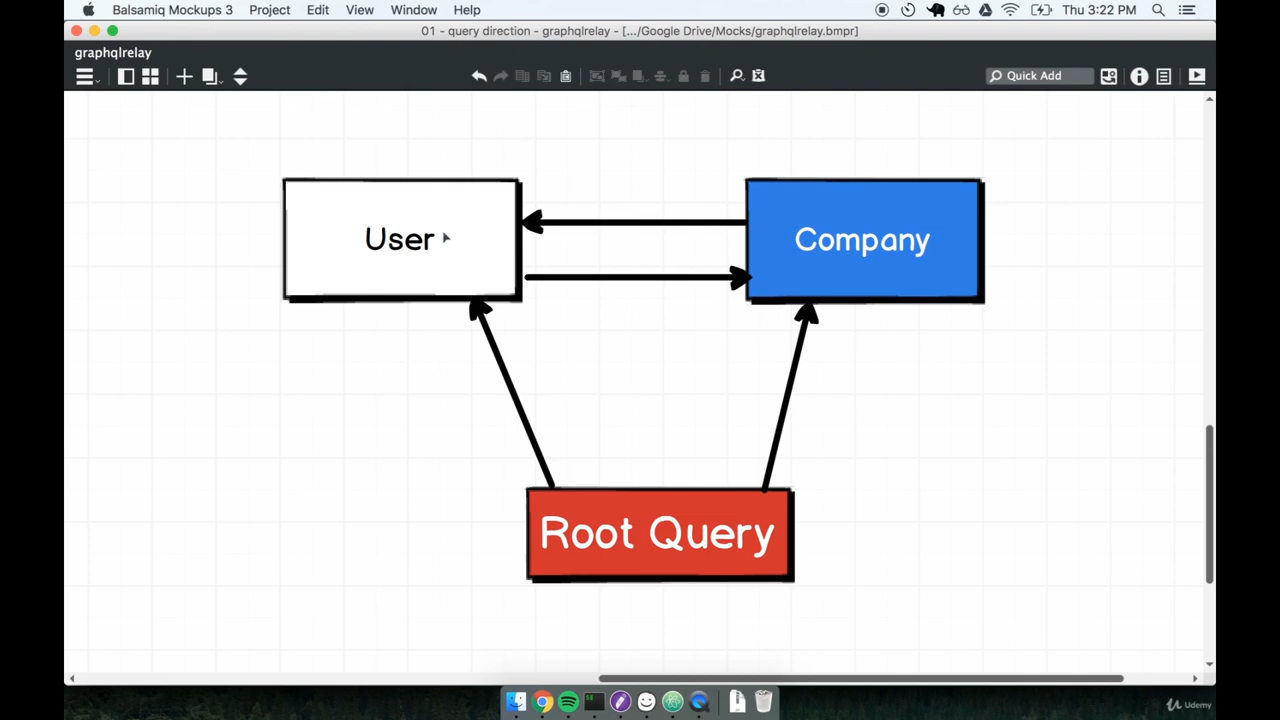 Balsamiq Mockups 3 Project Edit View Window Help Thu 3:22 PM
01 - query direction - graphqlrelay - [.../Google Drive/Mocks/graphqlrelay.bmpr]
graphqlrelay
Quick Add
User
Company
Root Query
Udemy